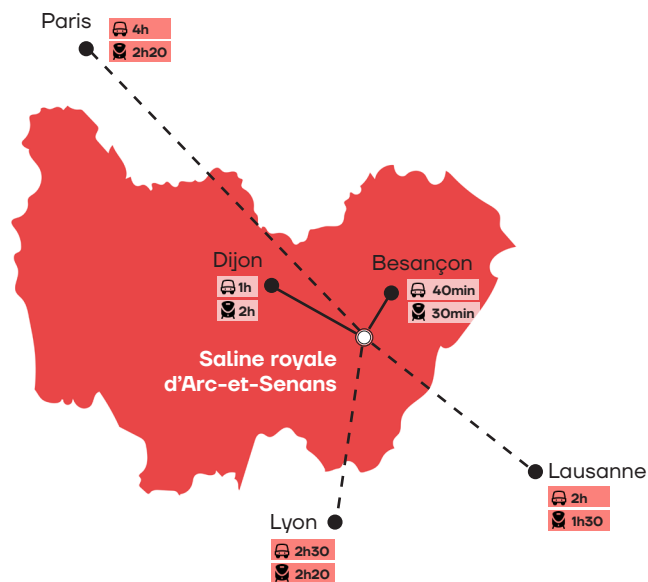 Paris
4h
2h20
Dijon
1h
2h
Besançon
40min
30min
Saline royale
d'Arc-et-Senans
Lausanne
2h
1h30
Lyon
2h30
2h20